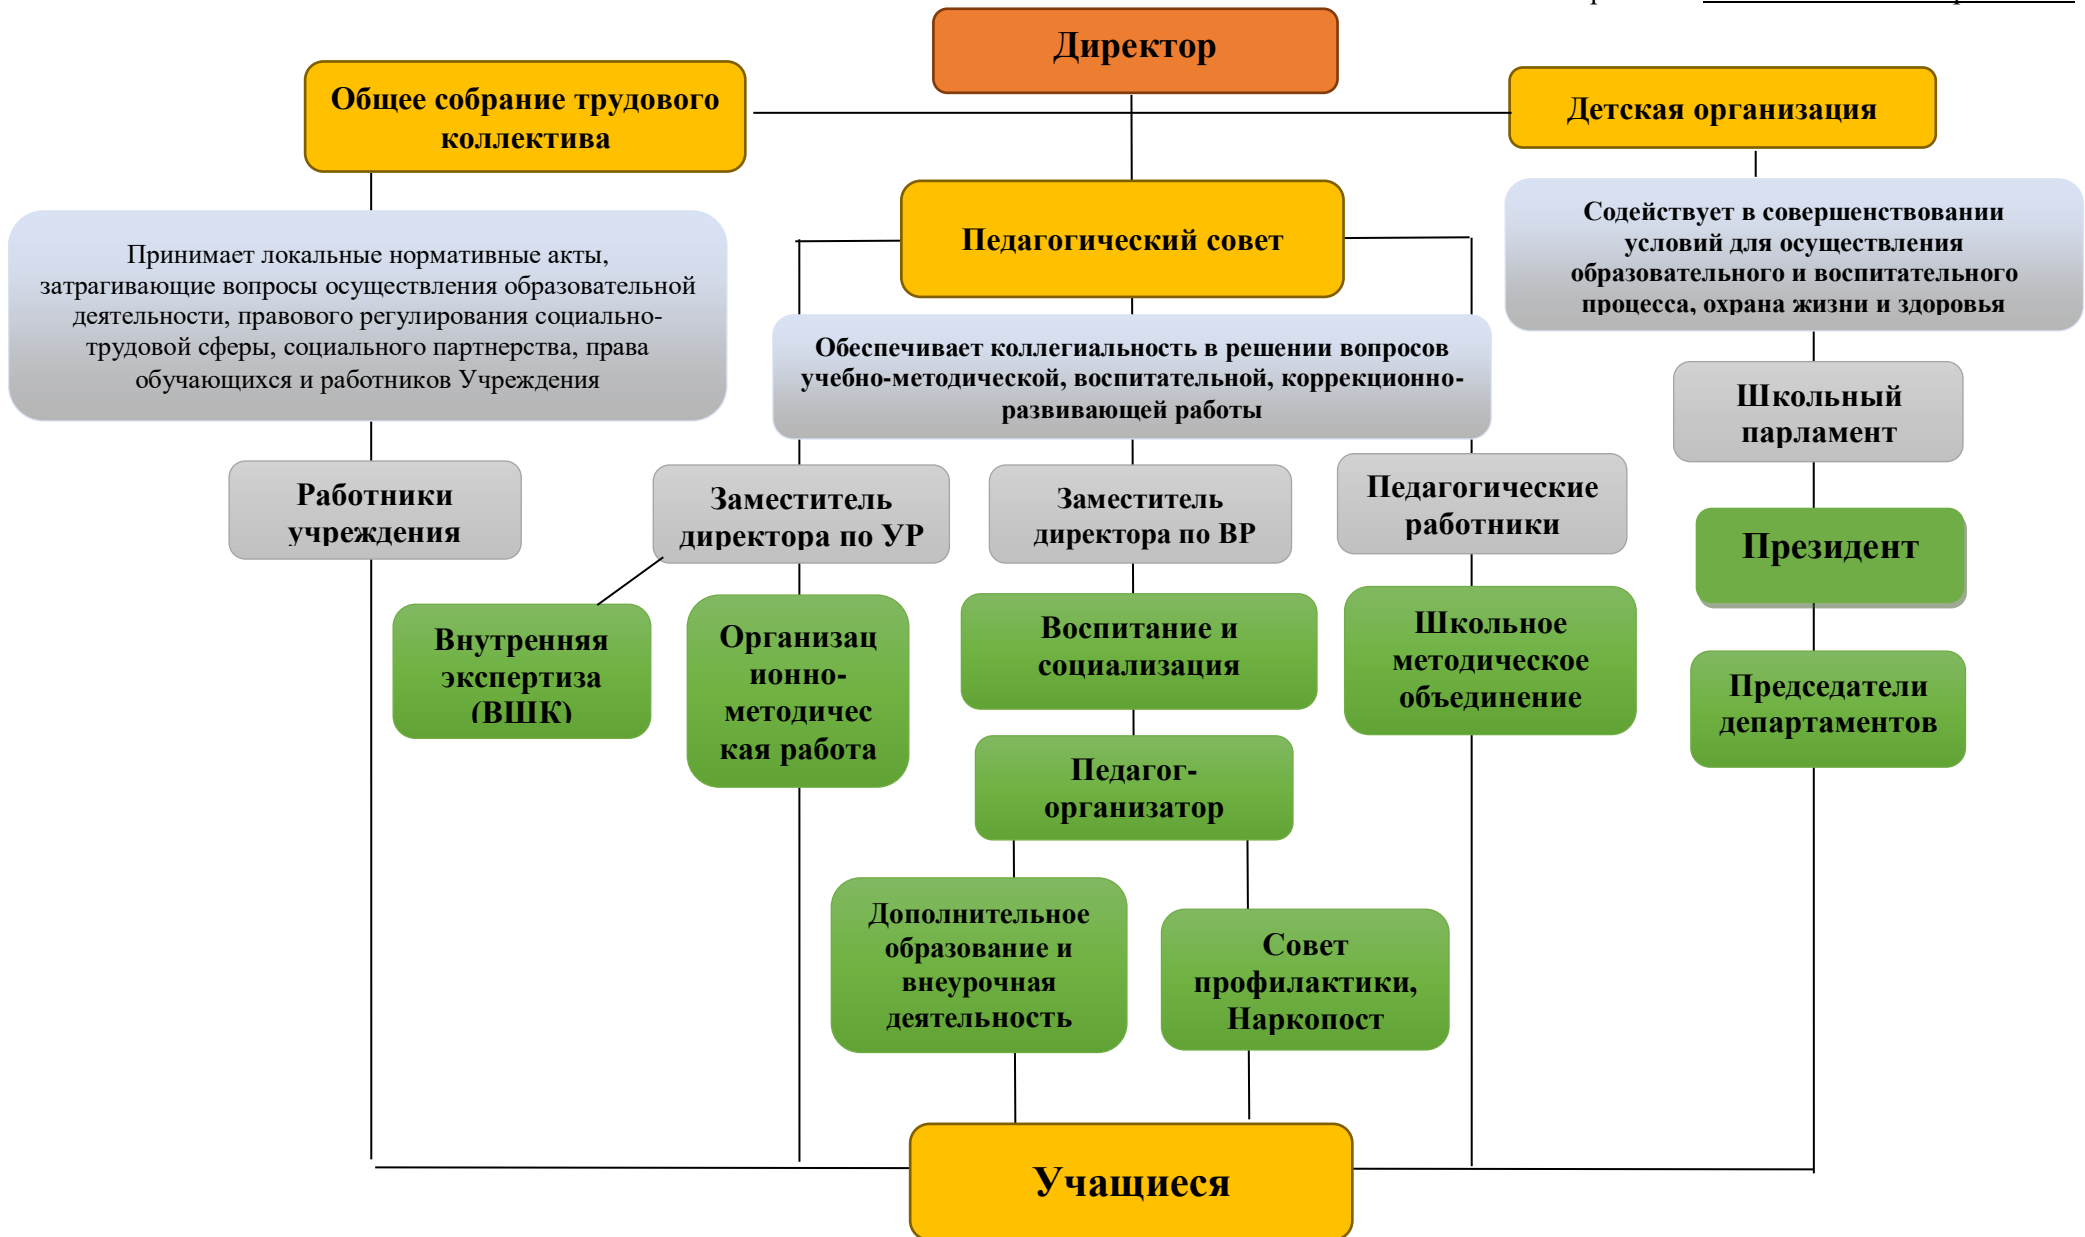 Директор
Общее собрание трудового
коллектива
Детская организация
Педагогический совет
Принимает локальные нормативные акты,
затрагивающие вопросы осуществления образовательной
деятельности, правового регулирования социально-
трудовой сферы, социального партнерства, права
обучающихся и работников Учреждения
Обеспечивает коллегиальность в решении вопросов
учебно-методической, воспитательной, коррекционно-
развивающей работы
Содействует в совершенствовании
условий для осуществления
образовательного и воспитательного
процесса, охрана жизни и здоровья
Школьный
парламент
Работники
учреждения
Заместитель
директора по УР
Заместитель
директора по ВР
Педагогические
работники
Президент
Внутренняя
экспертиза
(ВШК)
Организац
ионно-
методичес
кая работа
Воспитание и
социализация
Школьное
методическое
объединение
Председатели
департаментов
Педагог-
организатор
Дополнительное
образование и
внеурочная
деятельность
Совет
профилактики,
Наркопост
Учащиеся